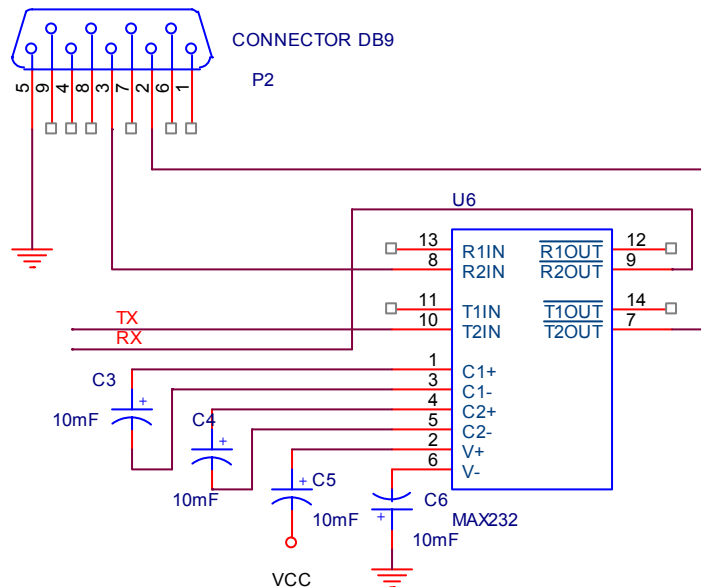 CONNECTOR DB9
P2
5 9 4 8 3 7 2 6 1
U6
13 R1IN R1OUT 12
8 R2IN R2OUT 9
11 T1IN T1OUT 14
TX 10 T2IN T2OUT 7
RX
1 C1+
C3 3 C1-
+ 4 C2+
10mF C4 5 C2-
+ 2 V+
6 V-
10mF + C5 C6
10mF + 10mF MAX232
VCC